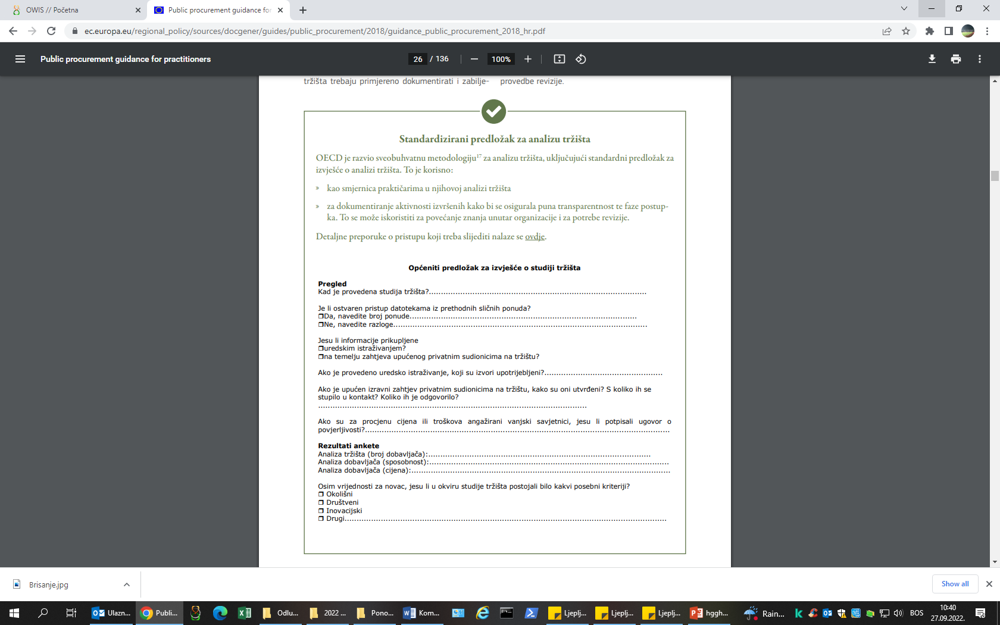 OWIS // Početna
Public procurement guidance for
ec.europa.eu/regional_policy/sources/docgener/guides/public_procurement/2018/guidance_public_procurement_2018_hr.pdf
Public procurement guidance for practitioners
26 / 136
100%
tržišta trebaju primjereno dokumentirati i zabilje-
provedbe revizije.
Standardizirani predložak za analizu tržišta
OECD je razvio sveobuhvatnu metodologiju17 za analizu tržišta, uključujući standardni predložak za
izvješće o analizi tržišta. To je korisno:
» kao smjernica praktičarima u njihovoj analizi tržišta
» za dokumentiranje aktivnosti izvršenih kako bi se osigurala puna transparentnost te faze postup-
ka. To se može iskoristiti za povećanje znanja unutar organizacije i za potrebe revizije.
Detaljne preporuke o pristupu koji treba slijediti nalaze se ovdje.
Općeniti predložak za izvješće o studiji tržišta
Pregled
Kad je provedena studija tržišta?..........................................................................................
Je li ostvaren pristup datotekama iz prethodnih sličnih ponuda?
❒Da, navedite broj ponude..............................................................................................
❒Ne, navedite razloge.........................................................................................................
Jesu li informacije prikupljene
❒uredskim istraživanjem?
❒na temelju zahtjeva upućenog privatnim sudionicima na tržištu?
Ako je provedeno uredsko istraživanje, koji su izvori upotrijebljeni?.................................................
Ako je upućen izravni zahtjev privatnim sudionicima na tržištu, kako su oni utvrđeni? S koliko ih se
stupilo u kontakt? Koliko ih je odgovorilo?
................................................................................................................
Ako su za procjenu cijena ili troškova angažirani vanjski savjetnici, jesu li potpisali ugovor o
povjerljivosti?...............................................................................................................................
Rezultati ankete
Analiza tržišta (broj dobavljača):............................................................................................
Analiza dobavljača (sposobnost):...................................................................................................
Analiza dobavljača (cijena):...........................................................................................................
Osim vrijednosti za novac, jesu li u okviru studije tržišta postojali bilo kakvi posebni kriteriji?
❒ Okolišni
❒ Društveni
❒ Inovacijski
❒ Drugi......................................................................................................................................
Brisanje.jpg
Show all
Ulazn...
Publi...
Odlu...
2022 ...
Pono...
Kom...
Ljeplj...
Ljeplj...
Ljeplj...
hggh...
Rain...
BOS
10:40
27.09.2022.